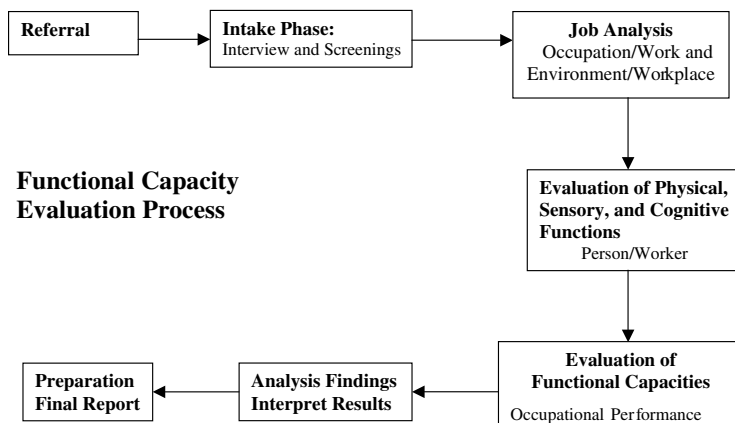 Referral
Intake Phase:
Interview and Screenings
Job Analysis
Occupation/Work and
Environment/Workplace
Functional Capacity
Evaluation Process
Evaluation of Physical,
Sensory, and Cognitive
Functions
Person/Worker
Evaluation of
Functional Capacities
Occupational Performance
Analysis Findings
Interpret Results
Preparation
Final Report